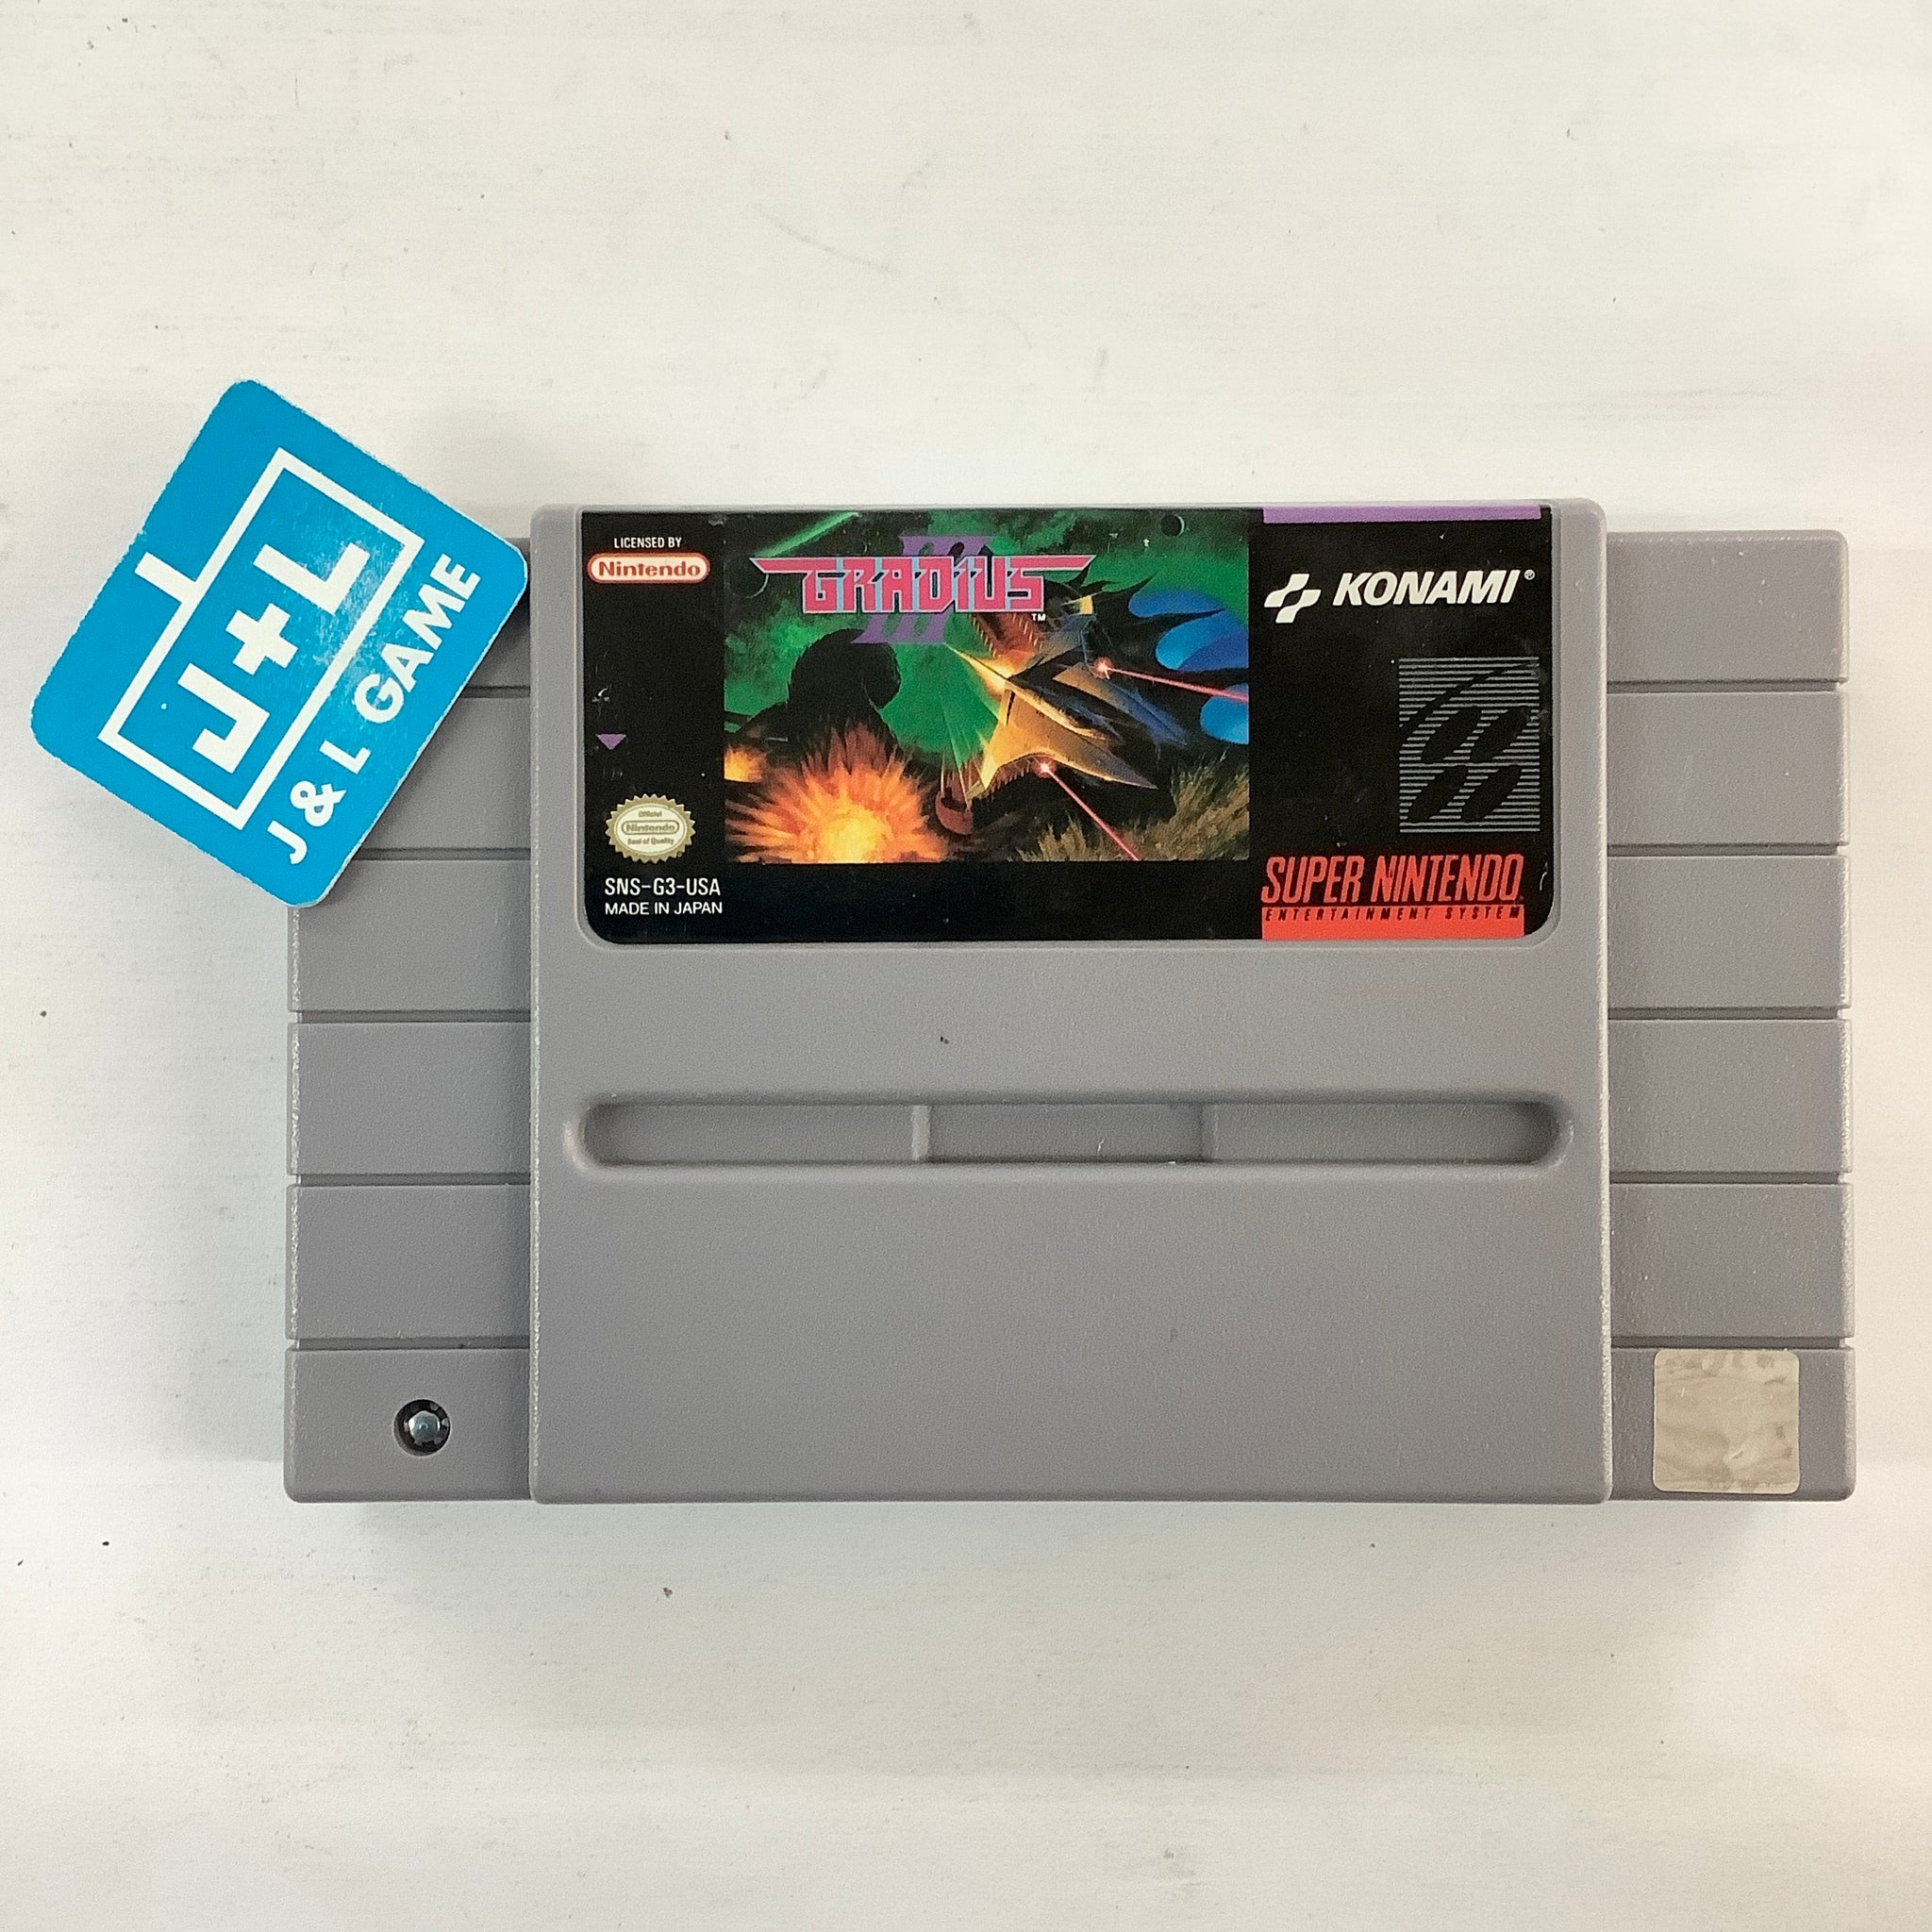 J+L
J & L GAME
LICENSED BY
Nintendo
GRADIUS
III
™
KONAMI®
Official
Nintendo
Seal of Quality
SNS-G3-USA
MADE IN JAPAN
SUPER NINTENDO
ENTERTAINMENT SYSTEM